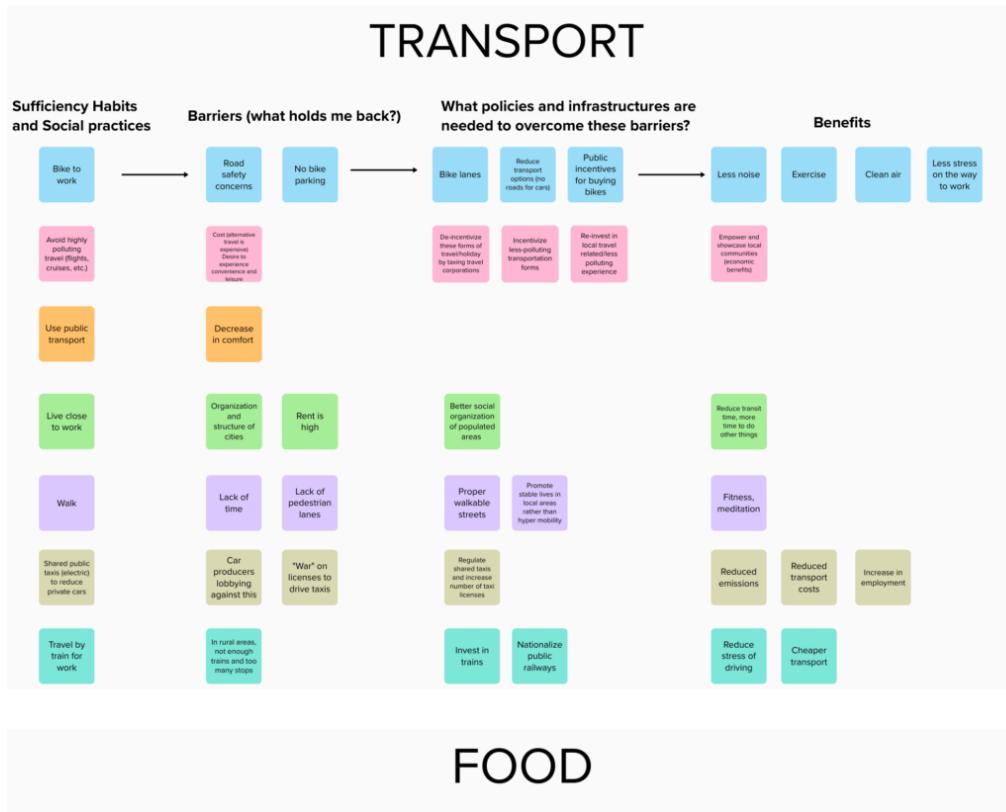 TRANSPORT
Sufficiency Habits
and Social practices
Barriers (what holds me back?)
What policies and infrastructures are
needed to overcome these barriers?
Benefits
Bike to
work
Road
safety
concerns
No bike
parking
Bike lanes
Reduce
transport
options (no
roads for cars)
Public
incentives
for buying
bikes
Less noise
Exercise
Clean air
Less stress
on the way
to work
Avoid highly
polluting
travel (flights,
cruises, etc.)
Cost (alternative
travel is
expensive)
Desire to
experience
convenience and
leisure
De-incentivize
these forms of
travel/holiday
by taxing travel
corporations
Incentivize
less-polluting
transportation
forms
Re-invest in
local travel
related/less
polluting
experience
Empower and
showcase local
communities
(economic
benefits)
Use public
transport
Decrease
in comfort
Live close
to work
Organization
and
structure of
cities
Rent is
high
Better social
organization
of populated
areas
Reduce transit
time, more
time to do
other things
Walk
Lack of
time
Lack of
pedestrian
lanes
Proper
walkable
streets
Promote
stable lives in
local areas
rather than
hyper mobility
Fitness,
meditation
Shared public
taxis (electric)
to reduce
private cars
Car
producers
lobbying
against this
"War" on
licenses to
drive taxis
Regulate
shared taxis
and increase
number of taxi
licenses
Reduced
emissions
Reduced
transport
costs
Increase in
employment
Travel by
train for
work
In rural areas,
not enough
trains and too
many stops
Invest in
trains
Nationalize
public
railways
Reduce
stress of
driving
Cheaper
transport
FOOD